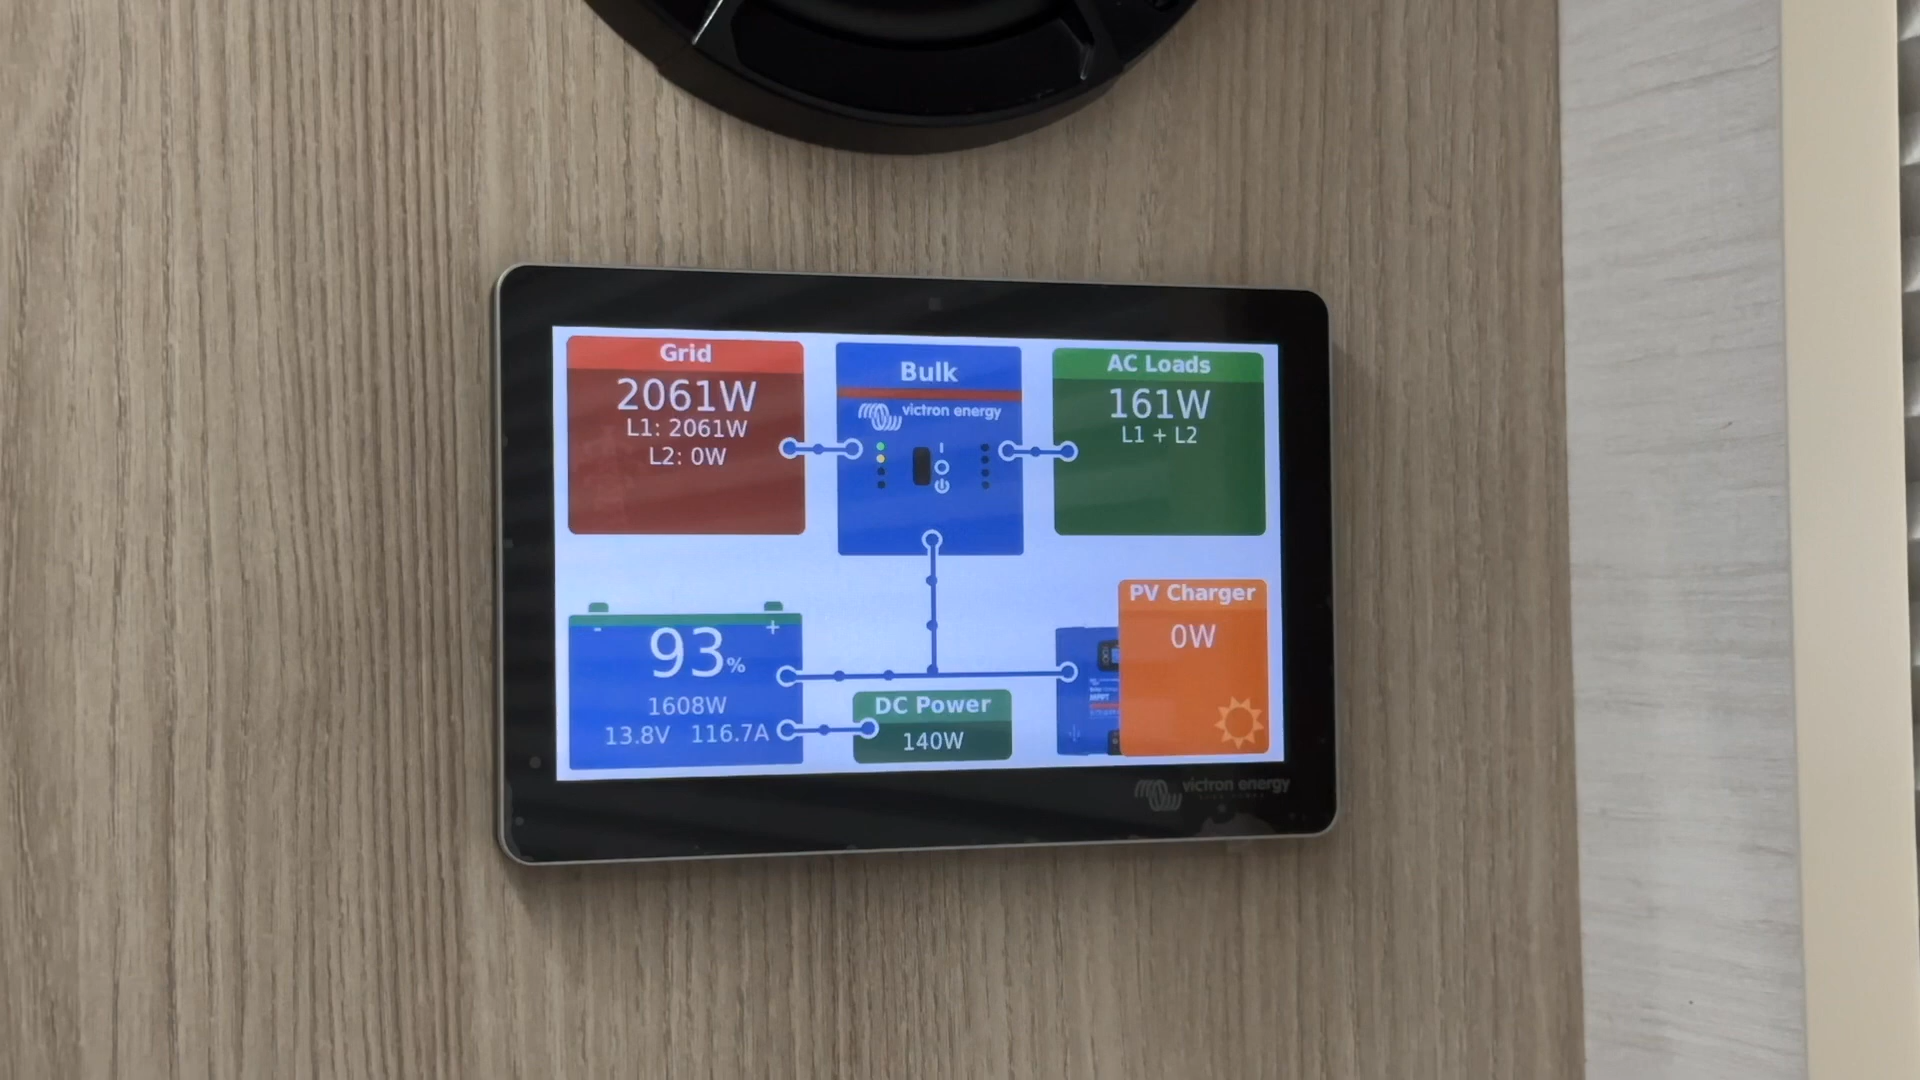 Grid
2061W
L1: 2061W
L2: 0W
Bulk
victron energy
AC Loads
161W
L1 + L2
- +
93%
1608W
13.8V 116.7A
DC Power
140W
PV Charger
0W
MPPT
victron energy